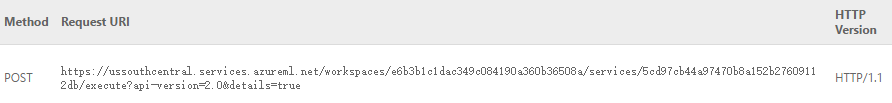 Method Request URI HTTP Version
POST https://ussouthcentral.services.azureml.net/workspaces/e6b3b1c1dac349c084190a360b36508a/services/5cd97cb44a97470b8a152b2760911
2db/execute?api-version=2.0&details=true HTTP/1.1